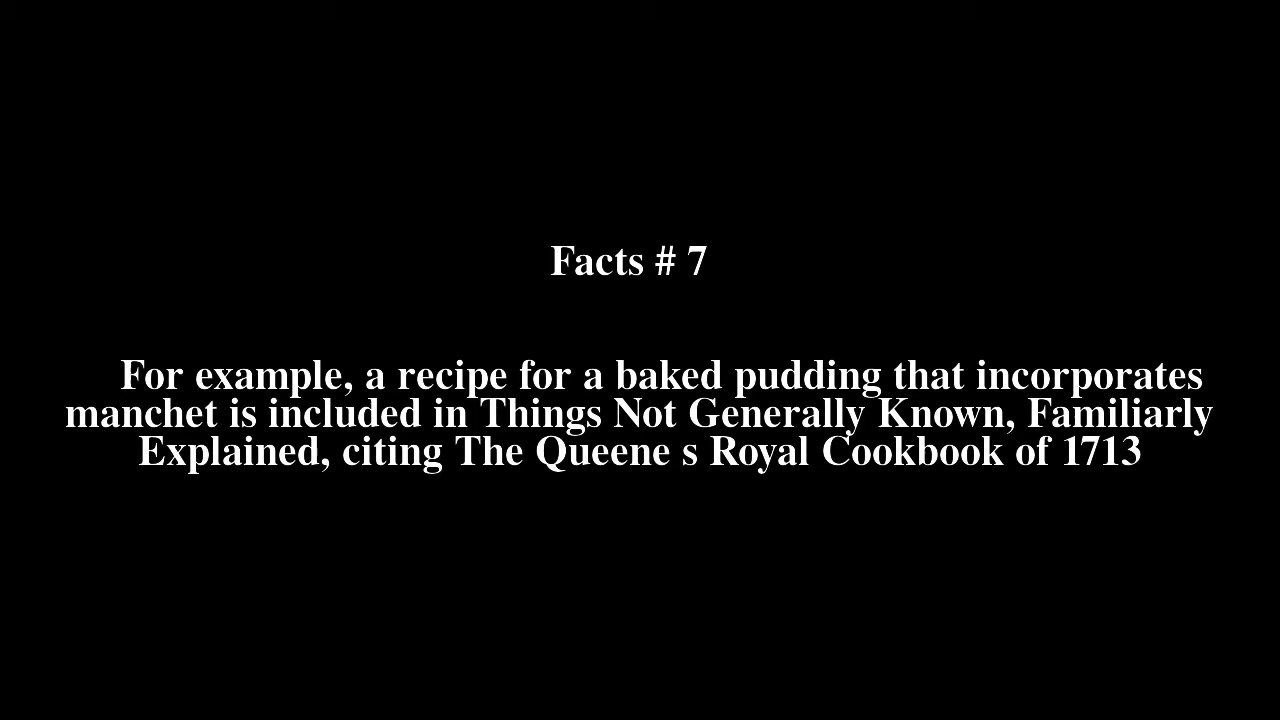 Facts # 7
For example, a recipe for a baked pudding that incorporates
manchet is included in Things Not Generally Known, Familiarly
Explained, citing The Queene s Royal Cookbook of 1713